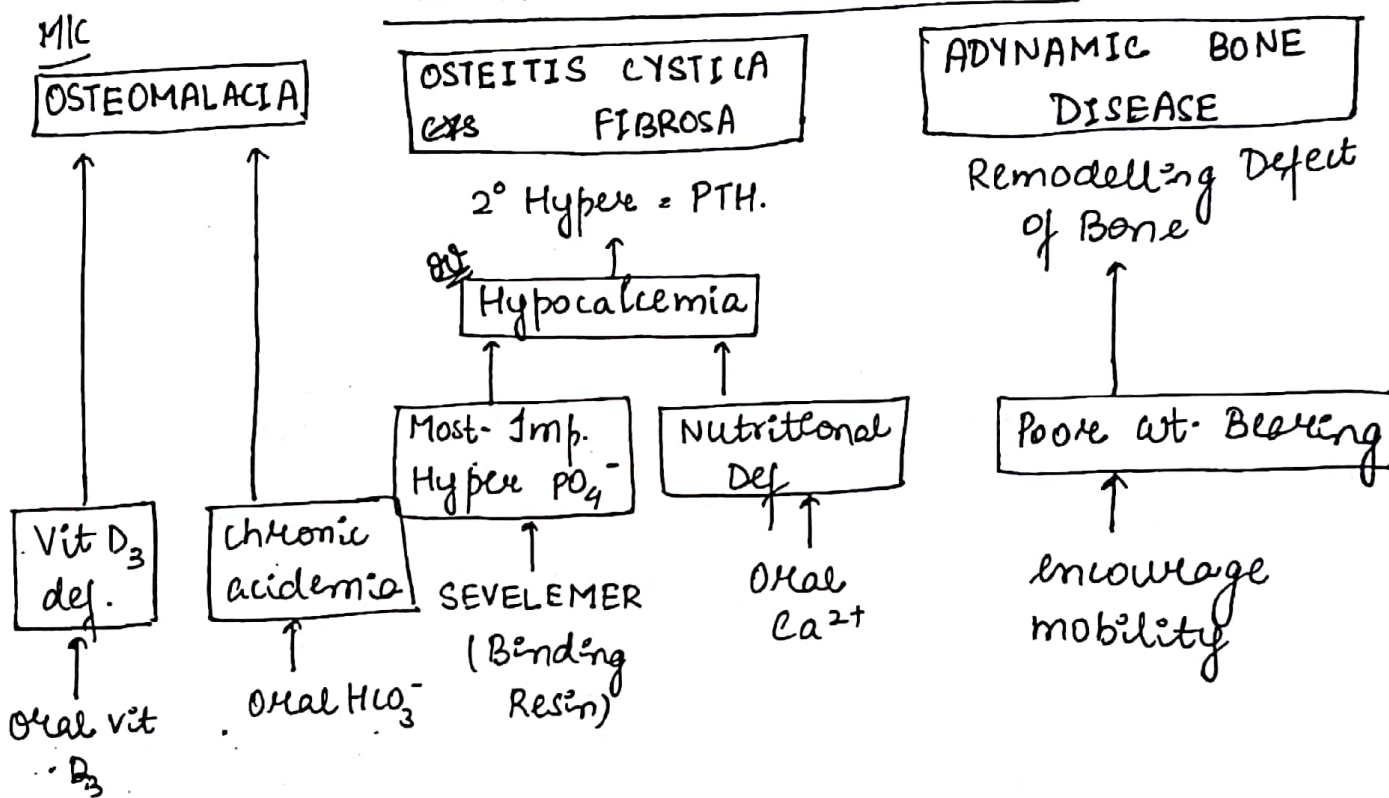 M/C
OSTEOMALACIA
OSTEITIS CYSTICA
FIBROSA
2° Hyper = PTH.
Hypocalcemia
Most- Imp.
Hyper PO₄⁻
SEVELEMER
(Binding
Resin)
Nutritional
Def
Oral
Ca²⁺
Vit D₃
def.
Oral Vit
D₃
Chronic
acidemia
Oral HCO₃⁻
ADYNAMIC BONE
DISEASE
Remodelling Defect
of Bone
Poor wt. Bearing
encourage
mobility